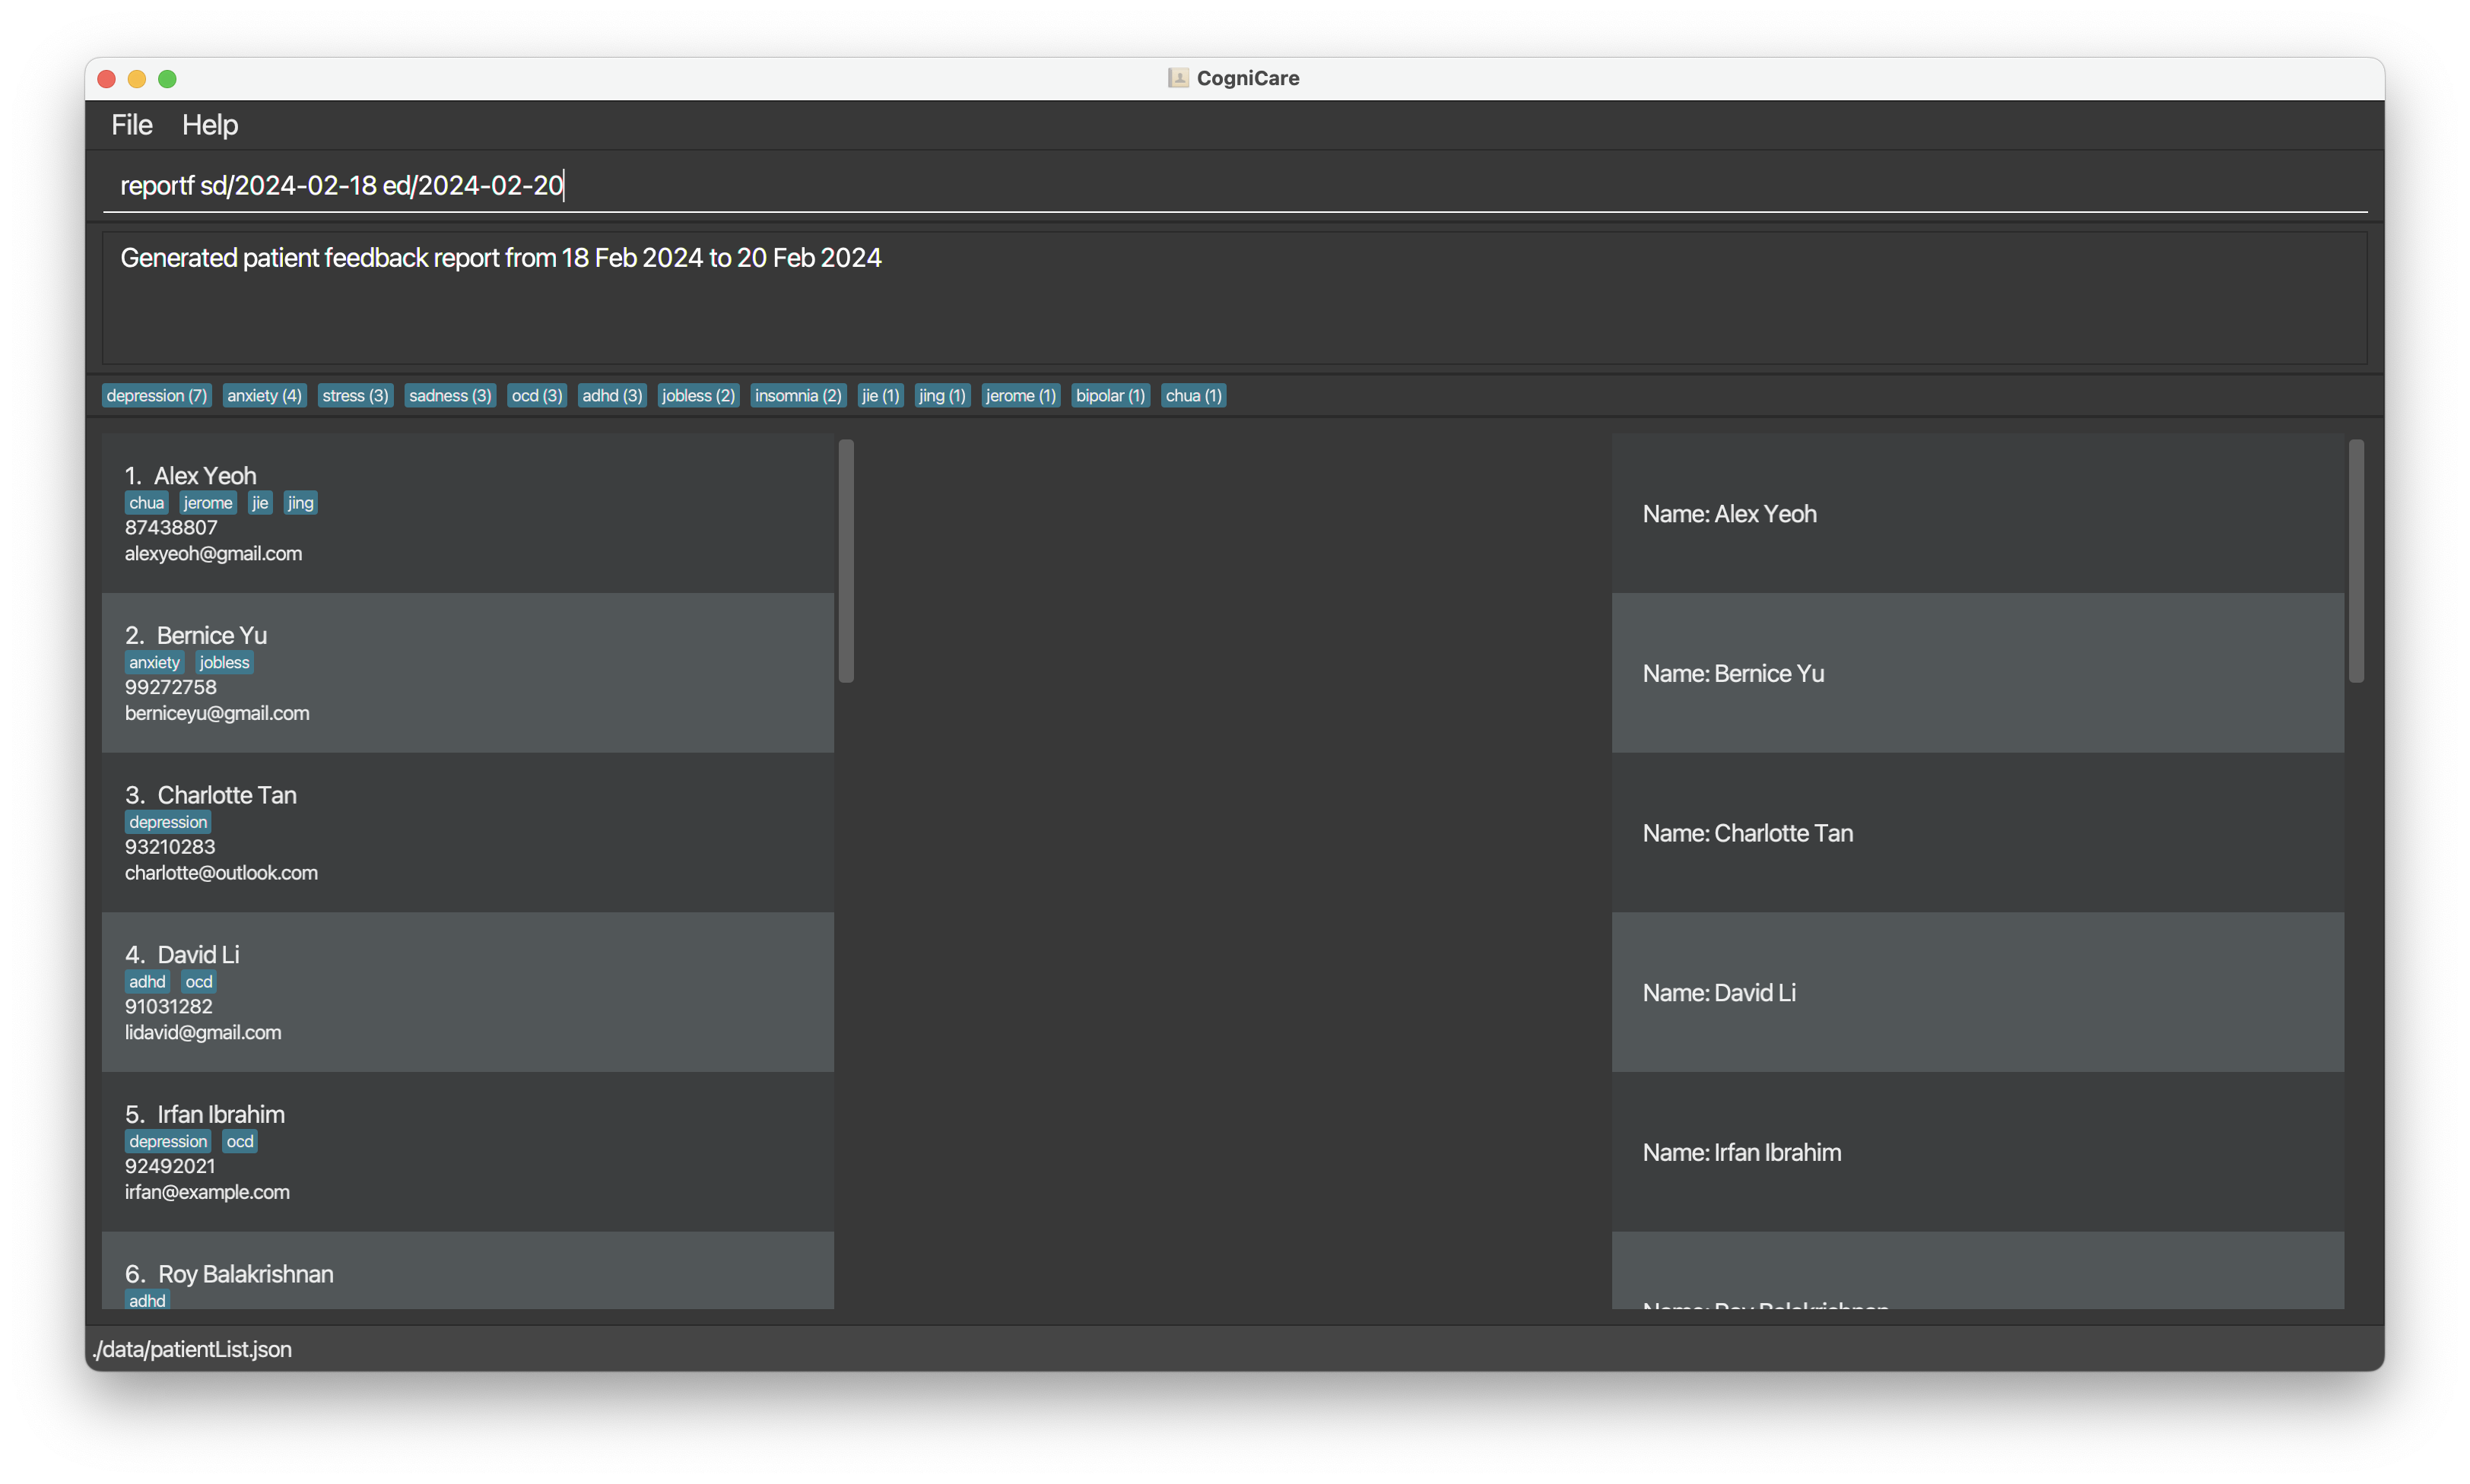 CogniCare
File Help
reportf sd/2024-02-18 ed/2024-02-20
Generated patient feedback report from 18 Feb 2024 to 20 Feb 2024
depression (7) anxiety (4) stress (3) sadness (3) ocd (3) adhd (3) jobless (2) insomnia (2) jie (1) jing (1) jerome (1) bipolar (1) chua (1)
1. Alex Yeoh
chua jerome jie jing
87438807
alexyeoh@gmail.com
2. Bernice Yu
anxiety jobless
99272758
berniceyu@gmail.com
3. Charlotte Tan
depression
93210283
charlotte@outlook.com
4. David Li
adhd ocd
91031282
lidavid@gmail.com
5. Irfan Ibrahim
depression ocd
92492021
irfan@example.com
6. Roy Balakrishnan
adhd
Name: Alex Yeoh
Name: Bernice Yu
Name: Charlotte Tan
Name: David Li
Name: Irfan Ibrahim
Name: Roy Balakrishnan
./data/patientList.json